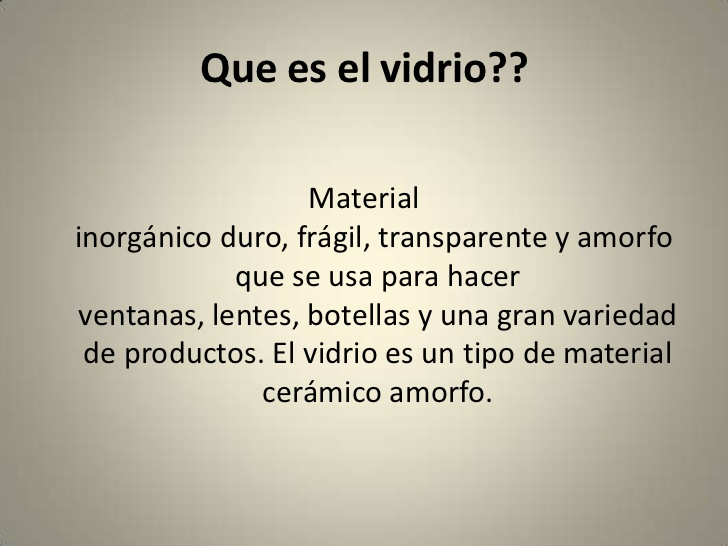 Que es el vidrio??
Material
inorgánico duro, frágil, transparente y amorfo
que se usa para hacer
ventanas, lentes, botellas y una gran variedad
de productos. El vidrio es un tipo de material
cerámico amorfo.